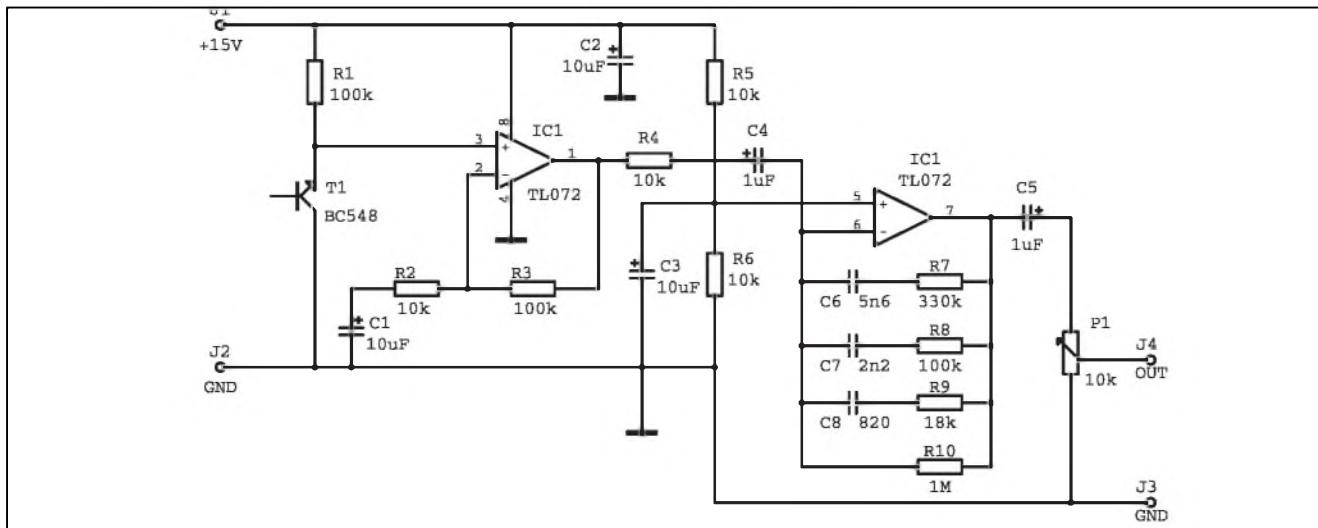 +15V
R1
100k
T1
BC548
J2
GND
R2
10k
C1
10uF
R3
100k
3
2
8
4
1
IC1
TL072
C2
10uF
R4
10k
R5
10k
C4
1uF
C3
10uF
R6
10k
IC1
TL072
5
6
7
C5
1uF
C6
5n6
R7
330k
C7
2n2
R8
100k
C8
820
R9
18k
R10
1M
P1
10k
J4
OUT
J3
GND